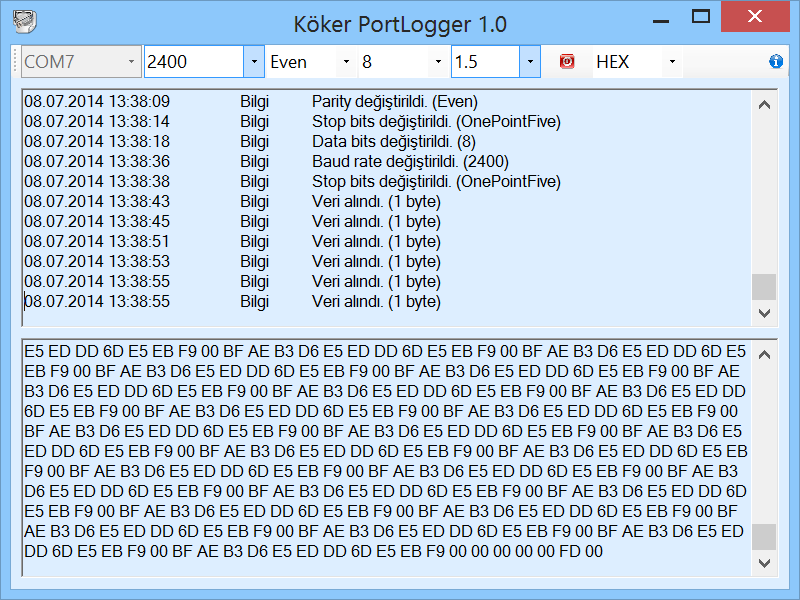 Köker PortLogger 1.0
COM7 2400 Even 8 1.5 HEX
08.07.2014 13:38:09 Bilgi Parity değiştirildi. (Even)
08.07.2014 13:38:14 Bilgi Stop bits değiştirildi. (OnePointFive)
08.07.2014 13:38:18 Bilgi Data bits değiştirildi. (8)
08.07.2014 13:38:36 Bilgi Baud rate değiştirildi. (2400)
08.07.2014 13:38:38 Bilgi Stop bits değiştirildi. (OnePointFive)
08.07.2014 13:38:43 Bilgi Veri alındı. (1 byte)
08.07.2014 13:38:45 Bilgi Veri alındı. (1 byte)
08.07.2014 13:38:51 Bilgi Veri alındı. (1 byte)
08.07.2014 13:38:53 Bilgi Veri alındı. (1 byte)
08.07.2014 13:38:55 Bilgi Veri alındı. (1 byte)
08.07.2014 13:38:55 Bilgi Veri alındı. (1 byte)
E5 ED DD 6D E5 EB F9 00 BF AE B3 D6 E5 ED DD 6D E5 EB F9 00 BF AE B3 D6 E5 ED DD 6D E5
EB F9 00 BF AE B3 D6 E5 ED DD 6D E5 EB F9 00 BF AE B3 D6 E5 ED DD 6D E5 EB F9 00 BF AE
B3 D6 E5 ED DD 6D E5 EB F9 00 BF AE B3 D6 E5 ED DD 6D E5 EB F9 00 BF AE B3 D6 E5 ED DD
6D E5 EB F9 00 BF AE B3 D6 E5 ED DD 6D E5 EB F9 00 BF AE B3 D6 E5 ED DD 6D E5 EB F9 00
BF AE B3 D6 E5 ED DD 6D E5 EB F9 00 BF AE B3 D6 E5 ED DD 6D E5 EB F9 00 BF AE B3 D6 E5
ED DD 6D E5 EB F9 00 BF AE B3 D6 E5 ED DD 6D E5 EB F9 00 BF AE B3 D6 E5 ED DD 6D E5 EB
F9 00 BF AE B3 D6 E5 ED DD 6D E5 EB F9 00 BF AE B3 D6 E5 ED DD 6D E5 EB F9 00 BF AE B3
D6 E5 ED DD 6D E5 EB F9 00 BF AE B3 D6 E5 ED DD 6D E5 EB F9 00 BF AE B3 D6 E5 ED DD 6D
E5 EB F9 00 BF AE B3 D6 E5 ED DD 6D E5 EB F9 00 BF AE B3 D6 E5 ED DD 6D E5 EB F9 00 BF
AE B3 D6 E5 ED DD 6D E5 EB F9 00 BF AE B3 D6 E5 ED DD 6D E5 EB F9 00 BF AE B3 D6 E5 ED
DD 6D E5 EB F9 00 BF AE B3 D6 E5 ED DD 6D E5 EB F9 00 00 00 00 00 FD 00